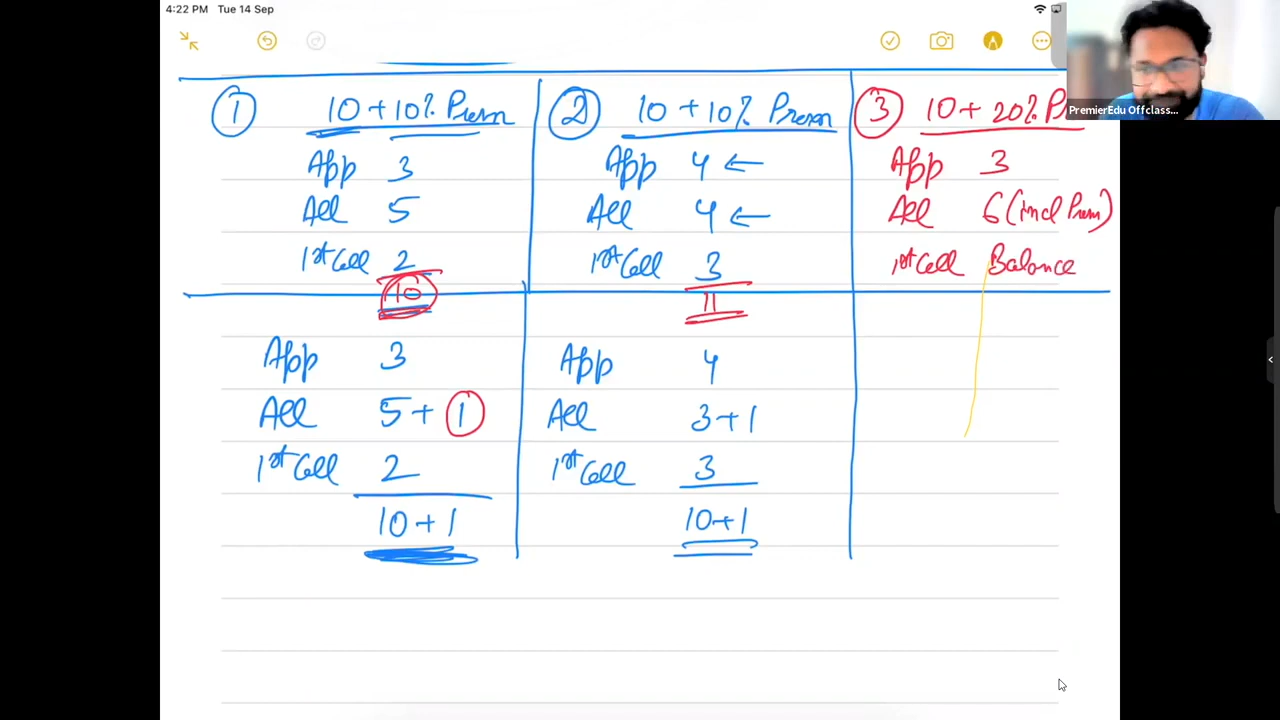 4:22 PM Tue 14 Sep
PremierEdu Offclass...
1 10 + 10% Prem
App 3
All 5
1st Call 2
10
2 10 + 10% Prem
App 4 ←
All 4 ←
1st Call 3
11
3 10 + 20% P
App 3
All 6 (incl Prem)
1st Call Balance
App 3
All 5 + 1
1st Call 2
10 + 1
App 4
All 3 + 1
1st Call 3
10 + 1